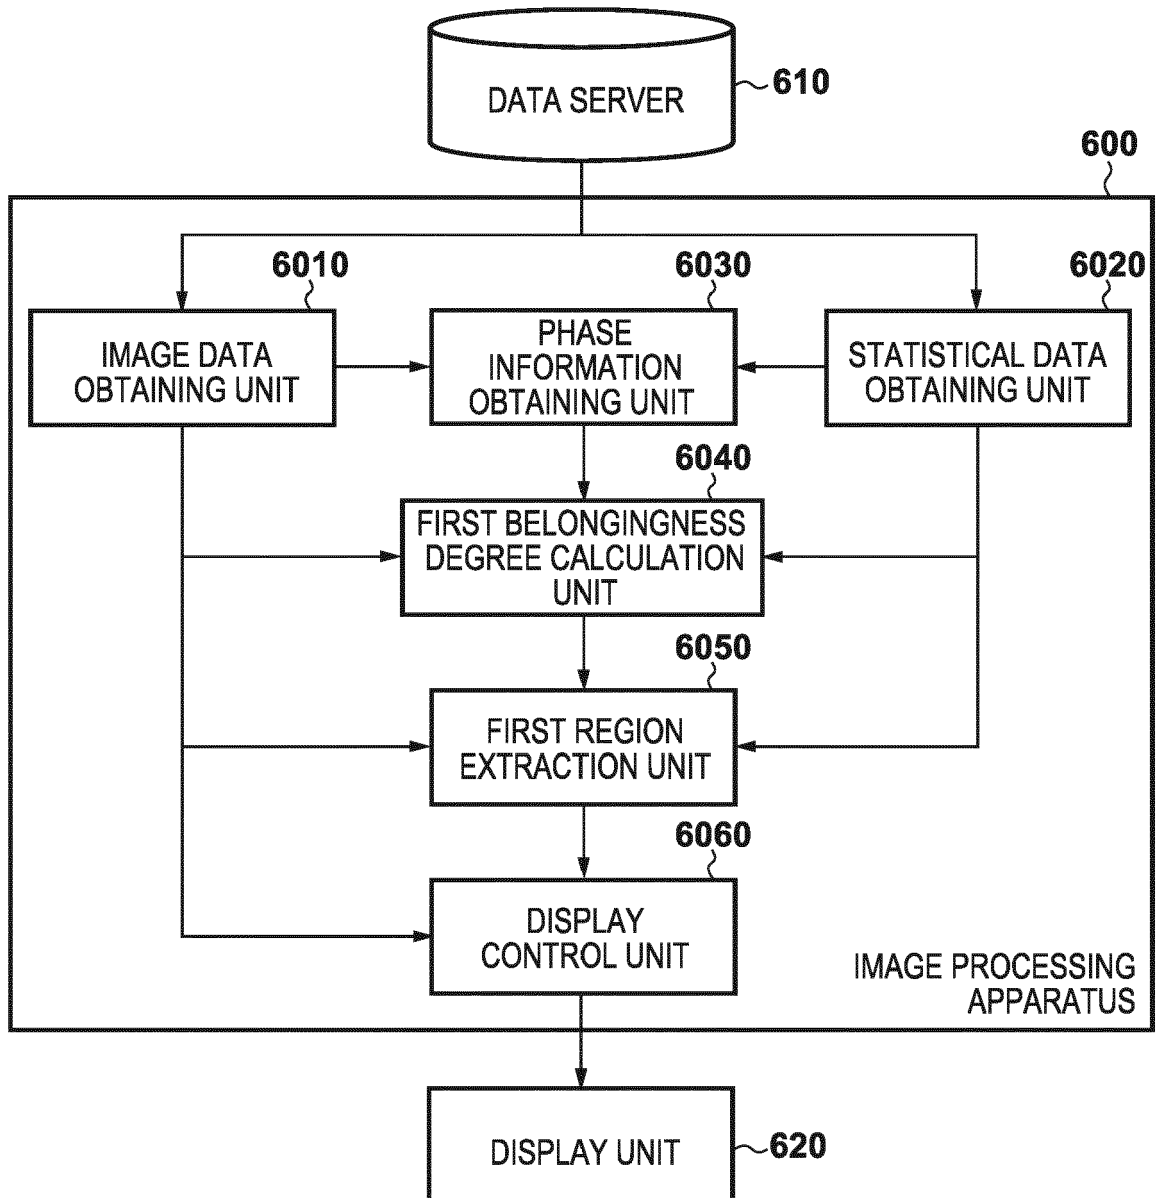 DATA SERVER
610
600
6010
6030
6020
IMAGE DATA
OBTAINING UNIT
PHASE
INFORMATION
OBTAINING UNIT
STATISTICAL DATA
OBTAINING UNIT
6040
FIRST BELONGINGNESS
DEGREE CALCULATION
UNIT
6050
FIRST REGION
EXTRACTION UNIT
6060
DISPLAY
CONTROL UNIT
IMAGE PROCESSING
APPARATUS
DISPLAY UNIT
620